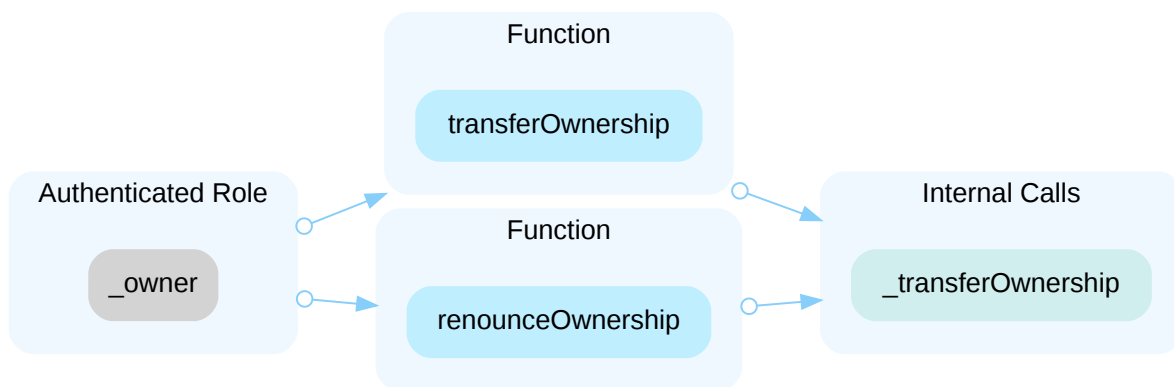 Authenticated Role
_owner
Function
transferOwnership
Function
renounceOwnership
Internal Calls
_transferOwnership